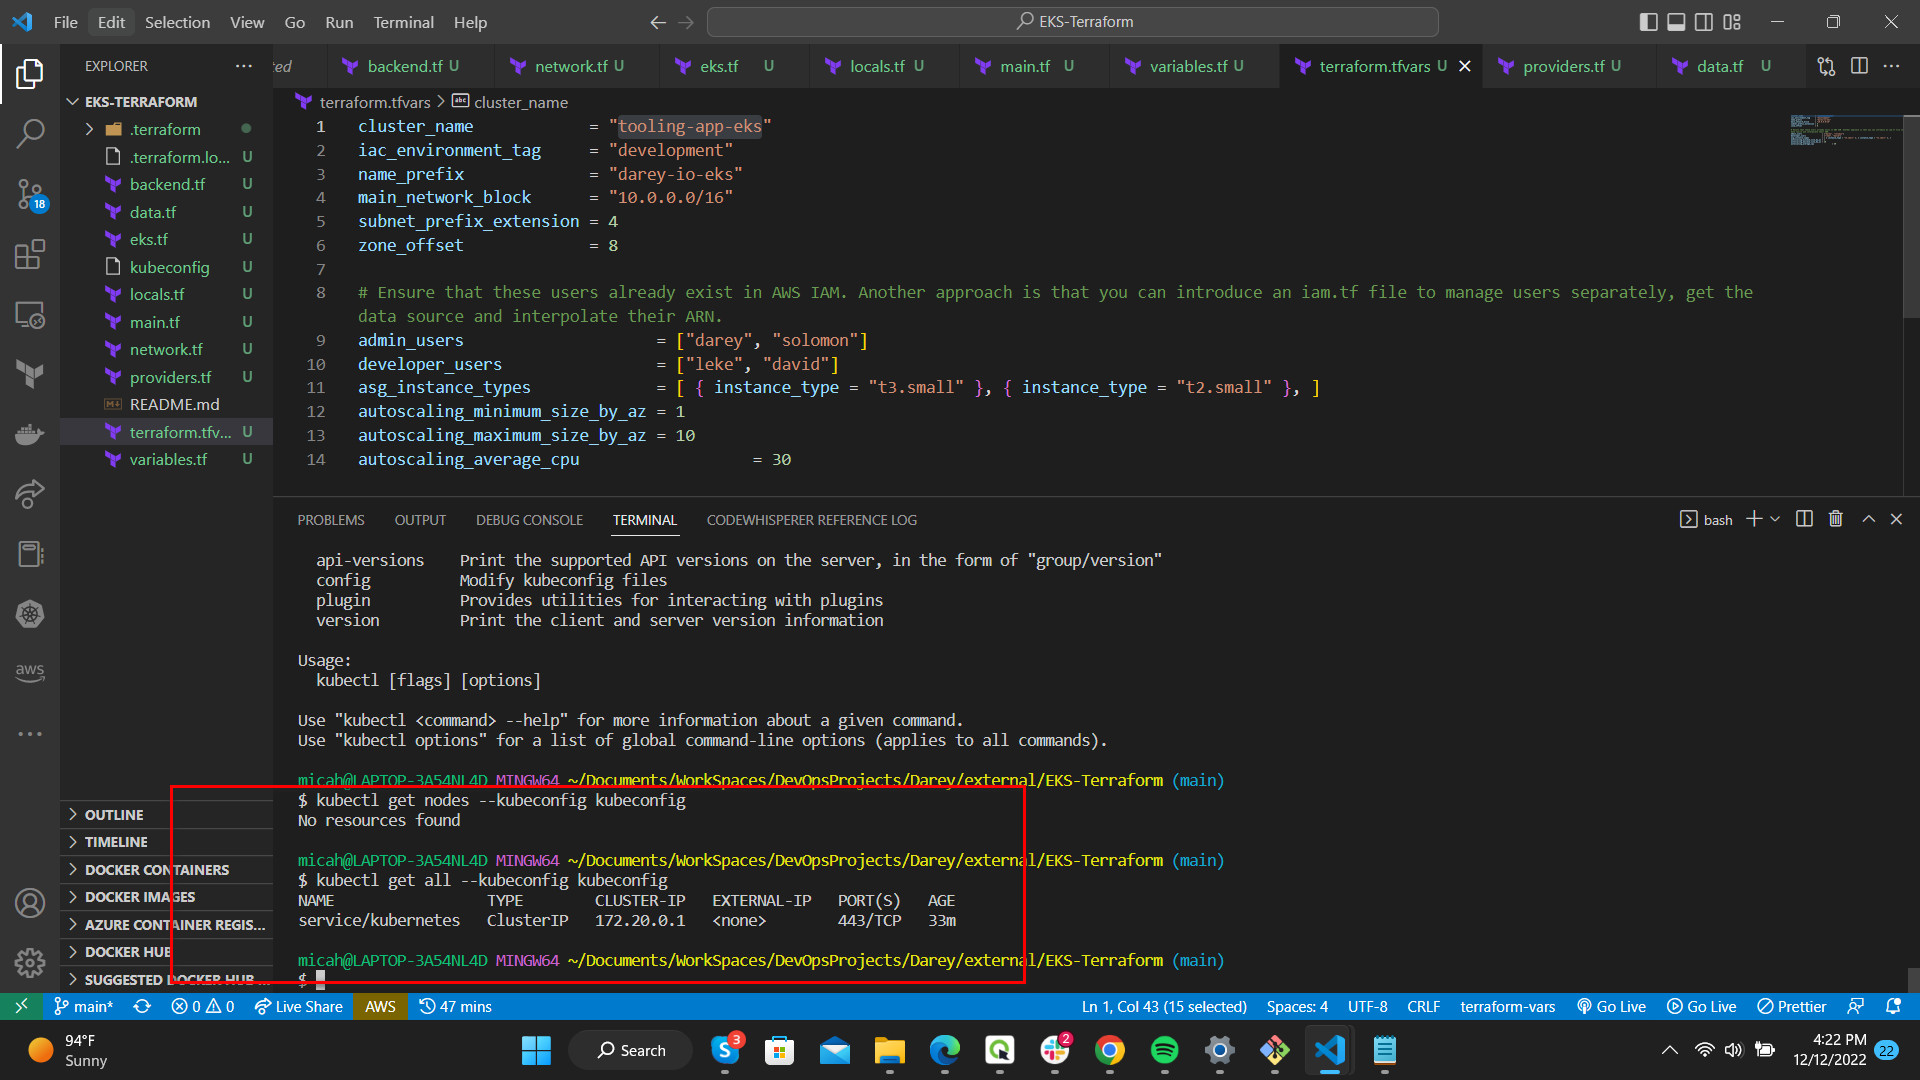 File Edit Selection View Go Run Terminal Help
EKS-Terraform
EXPLORER
ted
backend.tf U
network.tf U
eks.tf U
locals.tf U
main.tf U
variables.tf U
terraform.tfvars U
providers.tf U
data.tf U
EKS-TERRAFORM
.terraform
.terraform.lo... U
backend.tf U
data.tf U
eks.tf U
kubeconfig U
locals.tf U
main.tf U
network.tf U
providers.tf U
README.md
terraform.tfv... U
variables.tf U
18
aws
OUTLINE
TIMELINE
DOCKER CONTAINERS
DOCKER IMAGES
AZURE CONTAINER REGIS...
DOCKER HUB
SUGGESTED DOCKER HUB ...
terraform.tfvars > abc cluster_name
1 cluster_name = "tooling-app-eks"
2 iac_environment_tag = "development"
3 name_prefix = "darey-io-eks"
4 main_network_block = "10.0.0.0/16"
5 subnet_prefix_extension = 4
6 zone_offset = 8
7
8 # Ensure that these users already exist in AWS IAM. Another approach is that you can introduce an iam.tf file to manage users separately, get the
data source and interpolate their ARN.
9 admin_users = ["darey", "solomon"]
10 developer_users = ["leke", "david"]
11 asg_instance_types = [ { instance_type = "t3.small" }, { instance_type = "t2.small" }, ]
12 autoscaling_minimum_size_by_az = 1
13 autoscaling_maximum_size_by_az = 10
14 autoscaling_average_cpu = 30
PROBLEMS OUTPUT DEBUG CONSOLE TERMINAL CODEWHISPERER REFERENCE LOG
bash
api-versions Print the supported API versions on the server, in the form of "group/version"
config Modify kubeconfig files
plugin Provides utilities for interacting with plugins
version Print the client and server version information
Usage:
kubectl [flags] [options]
Use "kubectl <command> --help" for more information about a given command.
Use "kubectl options" for a list of global command-line options (applies to all commands).
micah@LAPTOP-3A54NL4D MINGW64 ~/Documents/WorkSpaces/DevOpsProjects/Darey/external/EKS-Terraform (main)
$ kubectl get nodes --kubeconfig kubeconfig
No resources found
micah@LAPTOP-3A54NL4D MINGW64 ~/Documents/WorkSpaces/DevOpsProjects/Darey/external/EKS-Terraform (main)
$ kubectl get all --kubeconfig kubeconfig
NAME TYPE CLUSTER-IP EXTERNAL-IP PORT(S) AGE
service/kubernetes ClusterIP 172.20.0.1 <none> 443/TCP 33m
micah@LAPTOP-3A54NL4D MINGW64 ~/Documents/WorkSpaces/DevOpsProjects/Darey/external/EKS-Terraform (main)
$
main* 0 0 Live Share AWS 47 mins
Ln 1, Col 43 (15 selected) Spaces: 4 UTF-8 CRLF terraform-vars Go Live Go Live Prettier
94°F
Sunny
Search
3
2
4:22 PM
12/12/2022
22